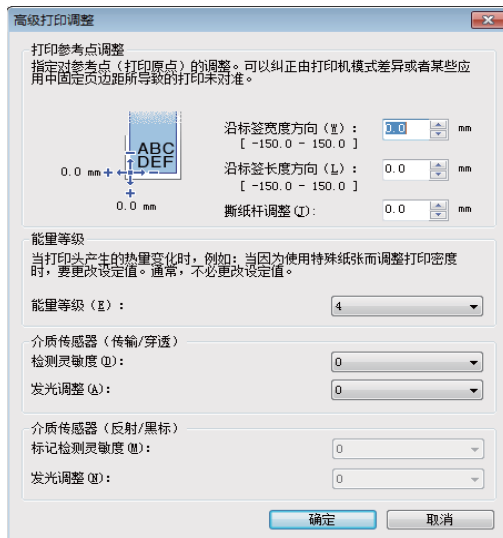 高级打印调整
打印参考点调整
指定对参考点（打印原点）的调整。可以纠正由打印机模式差异或者某些应
用中固定页边距所导致的打印未对准。
ABC
DEF
0.0 mm
0.0 mm
沿标签宽度方向(W)： 0.0 mm
[ -150.0 - 150.0 ]
沿标签长度方向(L)： 0.0 mm
[ -150.0 - 150.0 ]
撕纸杆调整(T)： 0.0 mm
能量等级
当打印头产生的热量变化时，例如：当因为使用特殊纸张而调整打印密度
时，要更改设定值。通常，不必更改设定值。
能量等级(E)： 4
介质传感器（传输/穿透）
检测灵敏度(D)： 0
发光调整(A)： 0
介质传感器（反射/黑标）
标记检测灵敏度(M)： 0
发光调整(N)： 0
确定 取消